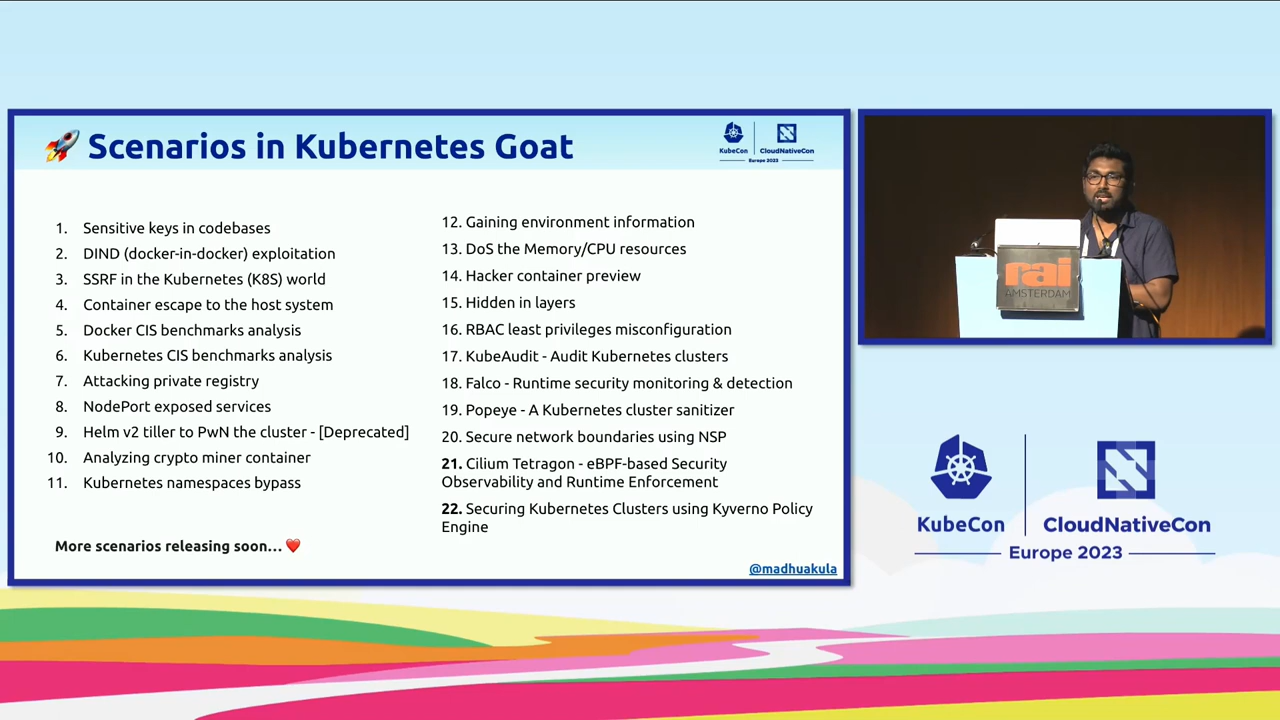 🚀 Scenarios in Kubernetes Goat
KubeCon
CloudNativeCon
Europe 2023
1. Sensitive keys in codebases
2. DIND (docker-in-docker) exploitation
3. SSRF in the Kubernetes (K8S) world
4. Container escape to the host system
5. Docker CIS benchmarks analysis
6. Kubernetes CIS benchmarks analysis
7. Attacking private registry
8. NodePort exposed services
9. Helm v2 tiller to PwN the cluster - [Deprecated]
10. Analyzing crypto miner container
11. Kubernetes namespaces bypass
More scenarios releasing soon... ❤️
12. Gaining environment information
13. DoS the Memory/CPU resources
14. Hacker container preview
15. Hidden in layers
16. RBAC least privileges misconfiguration
17. KubeAudit - Audit Kubernetes clusters
18. Falco - Runtime security monitoring & detection
19. Popeye - A Kubernetes cluster sanitizer
20. Secure network boundaries using NSP
21. Cilium Tetragon - eBPF-based Security
Observability and Runtime Enforcement
22. Securing Kubernetes Clusters using Kyverno Policy
Engine
@madhuakula
rai
AMSTERDAM
KubeCon
CloudNativeCon
Europe 2023